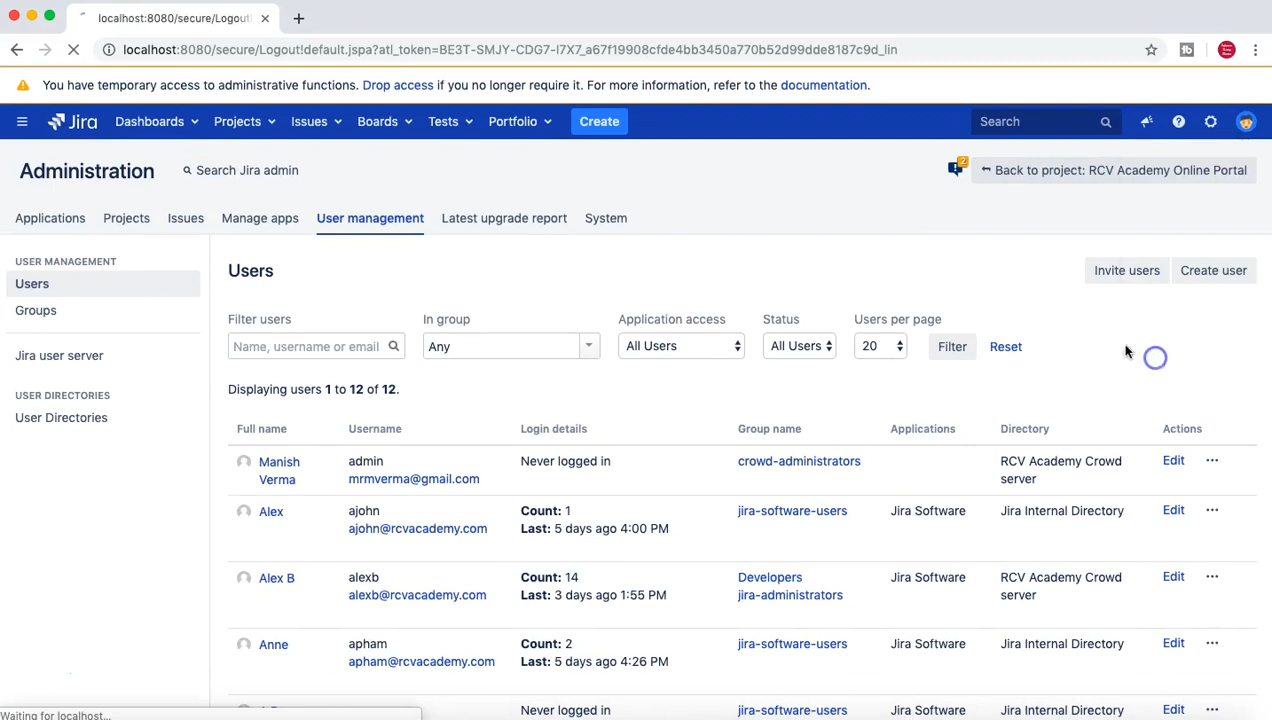 localhost:8080/secure/Logout!
localhost:8080/secure/Logout!default.jspa?atl_token=BE3T-SMJY-CDG7-I7X7_a67f19908cfde4bb3450a770b52d99dde8187c9d_lin
You have temporary access to administrative functions. Drop access if you no longer require it. For more information, refer to the documentation.
Jira Dashboards Projects Issues Boards Tests Portfolio Create Search
Administration Search Jira admin 2 Back to project: RCV Academy Online Portal
Applications Projects Issues Manage apps User management Latest upgrade report System
USER MANAGEMENT
Users
Groups
Jira user server
USER DIRECTORIES
User Directories
Users Invite users Create user
Filter users In group Application access Status Users per page
Name, username or email Any All Users All Users 20 Filter Reset
Displaying users 1 to 12 of 12.
Full name Username Login details Group name Applications Directory Actions
Manish admin Never logged in crowd-administrators RCV Academy Crowd Edit
Verma mrmverma@gmail.com server
Alex ajohn Count: 1 jira-software-users Jira Software Jira Internal Directory Edit
ajohn@rcvacademy.com Last: 5 days ago 4:00 PM
Alex B alexb Count: 14 Developers Jira Software RCV Academy Crowd Edit
alexb@rcvacademy.com Last: 3 days ago 1:55 PM jira-administrators server
Anne apham Count: 2 jira-software-users Jira Software Jira Internal Directory Edit
apham@rcvacademy.com Last: 5 days ago 4:26 PM
Never logged in jira-software-users Jira Software Jira Internal Directory Edit
Waiting for localhost...